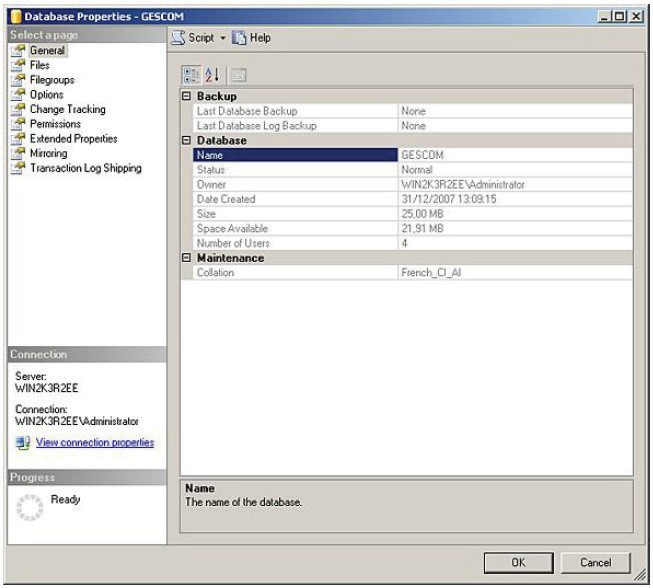 Database Properties - GESCOM
Select a page
General
Files
Filegroups
Options
Change Tracking
Permissions
Extended Properties
Mirroring
Transaction Log Shipping
Connection
Server:
WIN2K3R2EE
Connection:
WIN2K3R2EE\Administrator
View connection properties
Progress
Ready
Script Help
Backup
Last Database Backup None
Last Database Log Backup None
Database
Name GESCOM
Status Normal
Owner WIN2K3R2EE\Administrator
Date Created 31/12/2007 13:09:15
Size 25,00 MB
Space Available 21,91 MB
Number of Users 4
Maintenance
Collation French_CI_AI
Name
The name of the database.
OK Cancel